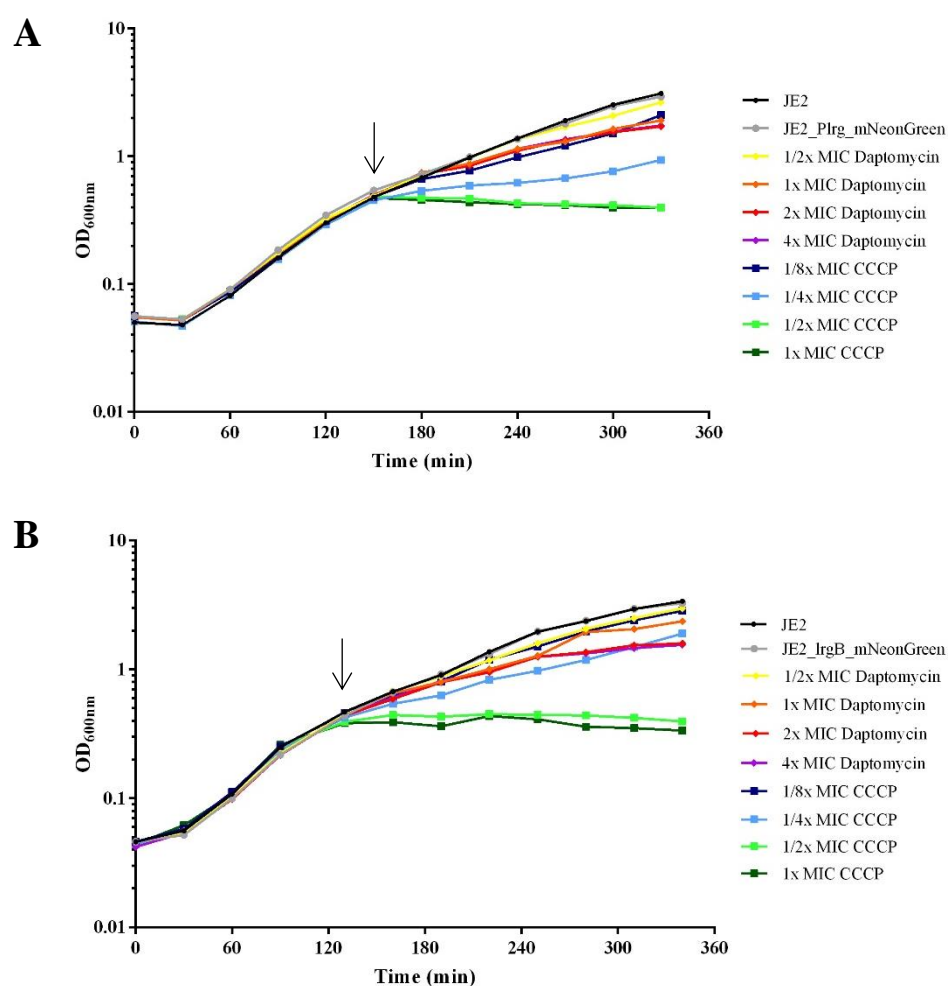 A
10
1
0.1
0.01
OD600nm
0
60
120
180
240
300
360
Time (min)
JE2
JE2_Plrg_mNeonGreen
1/2x MIC Daptomycin
1x MIC Daptomycin
2x MIC Daptomycin
4x MIC Daptomycin
1/8x MIC CCCP
1/4x MIC CCCP
1/2x MIC CCCP
1x MIC CCCP
B
10
1
0.1
0.01
OD600nm
0
60
120
180
240
300
360
Time (min)
JE2
JE2_lrgB_mNeonGreen
1/2x MIC Daptomycin
1x MIC Daptomycin
2x MIC Daptomycin
4x MIC Daptomycin
1/8x MIC CCCP
1/4x MIC CCCP
1/2x MIC CCCP
1x MIC CCCP